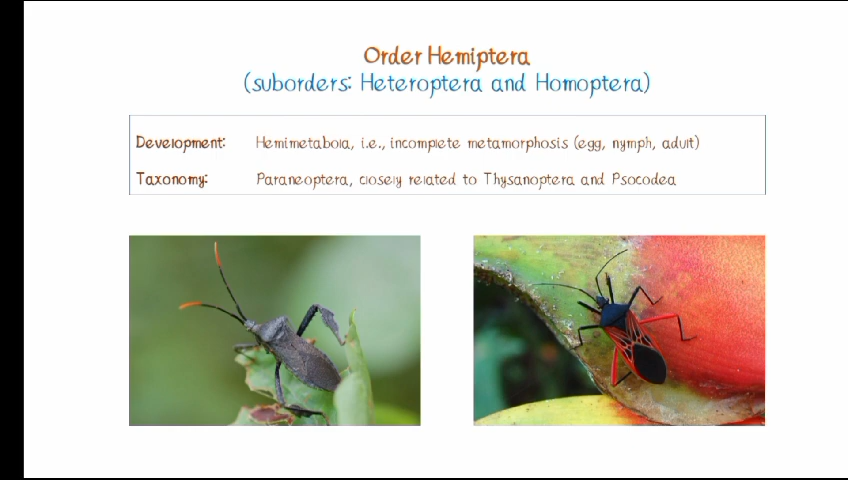 Order Hemiptera
(suborders: Heteroptera and Homoptera)
Development: Hemimetabola, i.e., incomplete metamorphosis (egg, nymph, adult)
Taxonomy: Paraneoptera, closely related to Thysanoptera and Psocodea